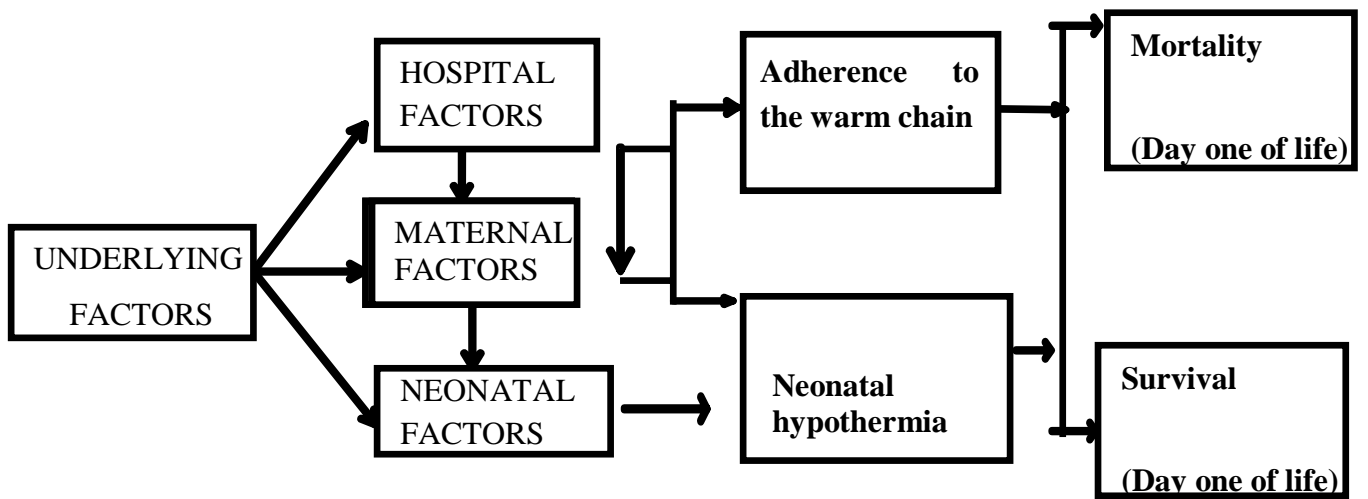 UNDERLYING
FACTORS
HOSPITAL
FACTORS
MATERNAL
FACTORS
NEONATAL
FACTORS
Adherence to
the warm chain
Neonatal
hypothermia
Mortality
(Day one of life)
Survival
(Day one of life)